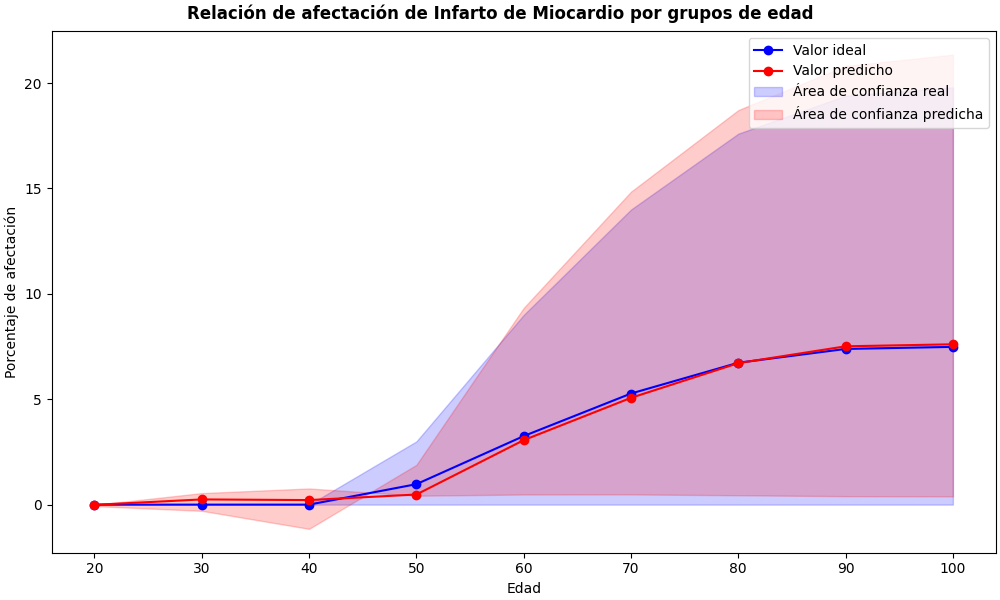 Relación de afectación de Infarto de Miocardio por grupos de edad
Valor ideal
Valor predicho
Área de confianza real
Área de confianza predicha
Porcentaje de afectación
20
15
10
5
0
20 30 40 50 60 70 80 90 100
Edad